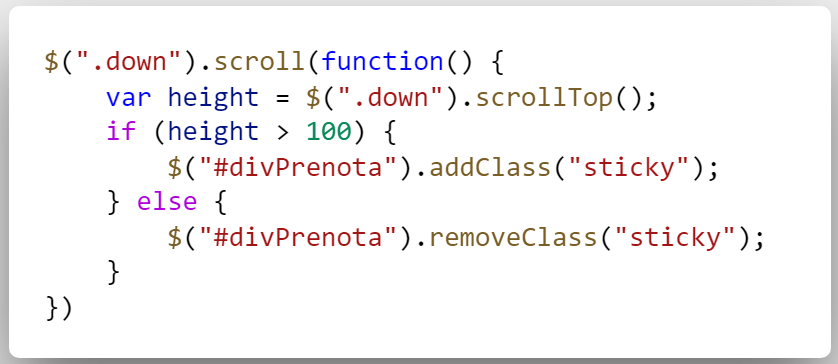 $(".down").scroll(function() {
    var height = $(".down").scrollTop();
    if (height > 100) {
        $("#divPrenota").addClass("sticky");
    } else {
        $("#divPrenota").removeClass("sticky");
    }
})